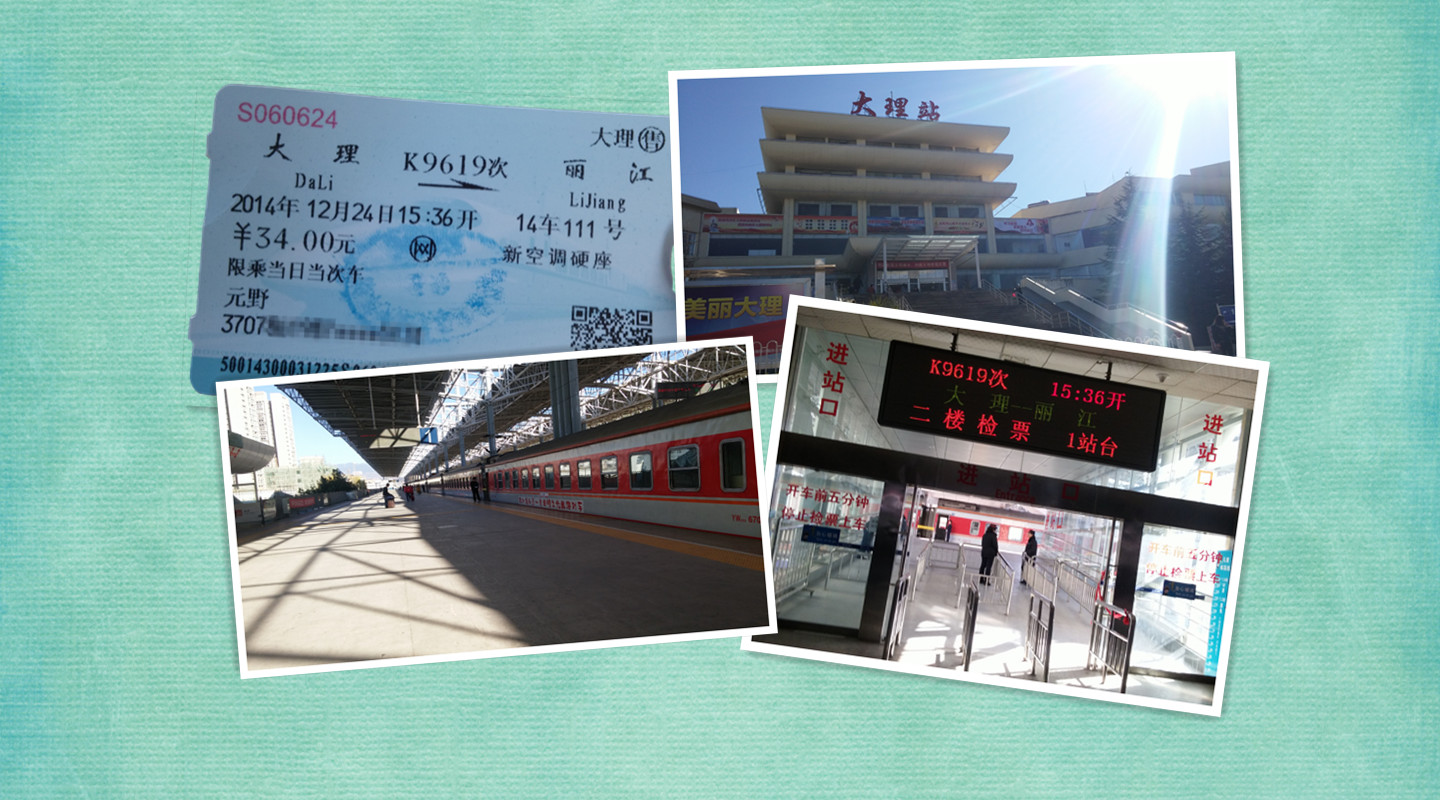 S060624
大理㊞售
大理 K9619次 丽江
DaLi LiJiang
2014年12月24日15:36开 14车111号
¥34.00元 网 新空调硬座
限乘当日当次车
元野
3707
大理站
美丽大理
K9619次 15:36开
大理--丽江
二楼检票 1站台
进站口
进站口
进站口
开车前五分钟
停止检票上车
开车前五分钟
停止检票上车